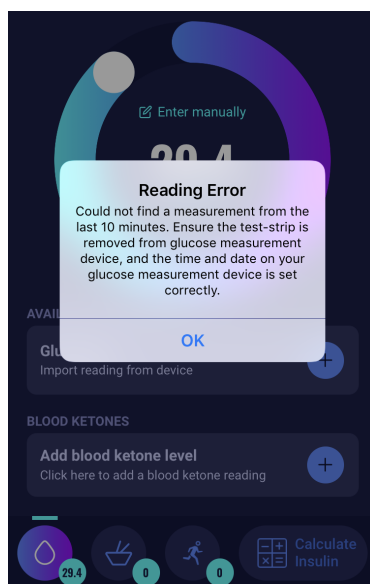 Enter manually
29.4
Reading Error
Could not find a measurement from the
last 10 minutes. Ensure the test-strip is
removed from glucose measurement
device, and the time and date on your
glucose measurement device is set
correctly.
OK
Import reading from device
BLOOD KETONES
Add blood ketone level
Click here to add a blood ketone reading
29.4
0
0
Calculate
Insulin